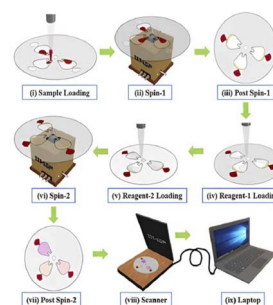 (i) Sample Loading
(ii) Spin-1
(iii) Post Spin-1
(vi) Spin-2
(v) Reagent-2 Loading
(iv) Reagent-1 Loading
(vii) Post Spin-2
(viii) Scanner
(ix) Laptop